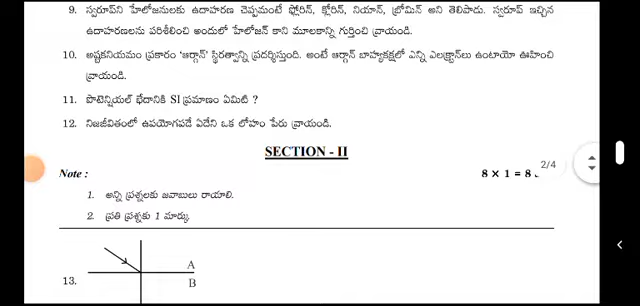 9. స్వరూప్‌ని హేలోజనులకు ఉదాహరణ చెప్పమంటే ఫ్లోరిన్, క్లోరిన్, నియాన్, బ్రోమిన్ అని తెలిపాడు. స్వరూప్ ఇచ్చిన
ఉదాహరణలను పరిశీలించి అందులో హేలోజన్ కాని మూలకాన్ని గుర్తించి వ్రాయండి.
10. అష్టకనియమం ప్రకారం 'ఆర్గాన్' స్థిరత్వాన్ని ప్రదర్శిస్తుంది. అంటే ఆర్గాన్ బాహ్యకక్ష్యలో ఎన్ని ఎలక్ట్రాన్‌లు ఉంటాయో ఊహించి
వ్రాయండి.
11. పొటెన్షియల్ భేదానికి SI ప్రమాణం ఏమిటి ?
12. నిజజీవితంలో ఉపయోగపడే ఏదేని ఒక లోహం పేరు వ్రాయండి.
SECTION - II
2/4
Note :
8 × 1 = 8
1. అన్ని ప్రశ్నలకు జవాబులు రాయాలి.
2. ప్రతి ప్రశ్నకు 1 మార్కు
A
13.
B